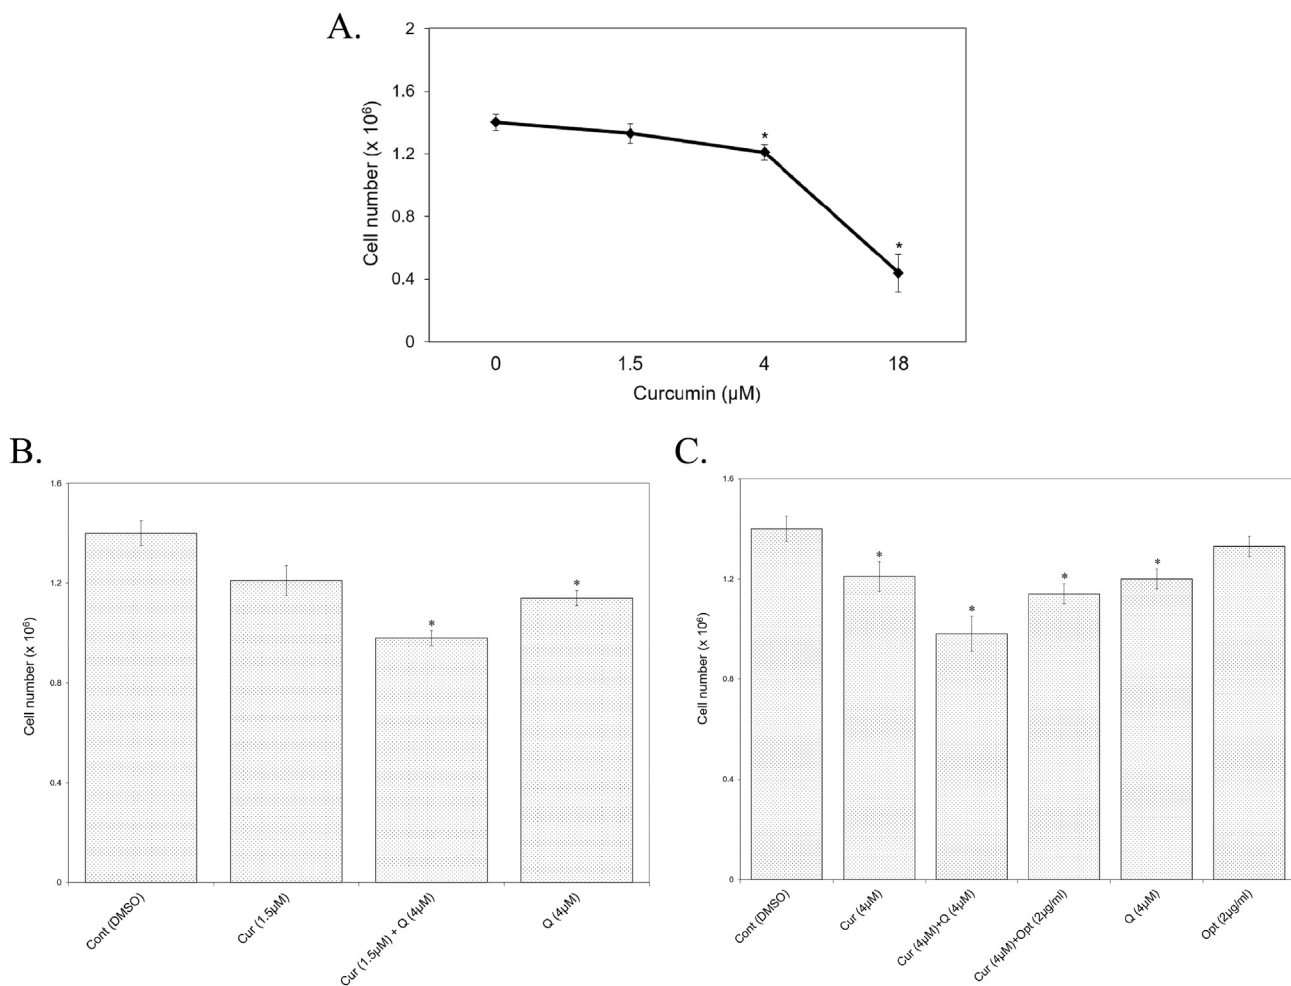 A.
2
1.6
1.2
0.8
0.4
0
Cell number (x 10⁶)
*
*
0 1.5 4 18
Curcumin (µM)
B.
1.6
1.2
0.8
0.4
0
Cell number (x 10⁶)
*
*
Cont (DMSO)
Cur (1.5µM)
Cur (1.5µM) + Q (4µM)
Q (4µM)
C.
1.6
1.2
0.8
0.4
0
Cell number (x 10⁶)
*
*
*
*
Cont (DMSO)
Cur (4µM)
Cur (4µM)+Q (4µM)
Cur (4µM)+Opt (2µg/ml)
Q (4µM)
Opt (2µg/ml)